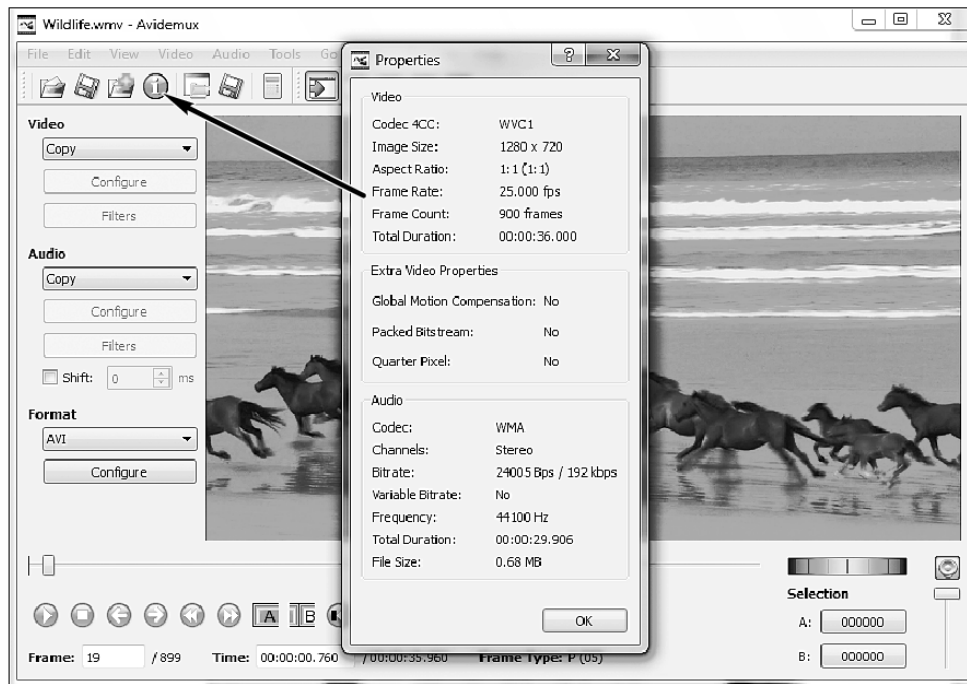 Wildlife.wmv - Avidemux
File Edit View Video Audio Tools Go
Properties
Video
Copy
Configure
Filters
Audio
Copy
Configure
Filters
Shift: 0 ms
Format
AVI
Configure
Video
Codec 4CC: WVC1
Image Size: 1280 x 720
Aspect Ratio: 1:1 (1:1)
Frame Rate: 25.000 fps
Frame Count: 900 frames
Total Duration: 00:00:36.000
Extra Video Properties
Global Motion Compensation: No
Packed Bitstream: No
Quarter Pixel: No
Audio
Codec: WMA
Channels: Stereo
Bitrate: 24005 Bps / 192 kbps
Variable Bitrate: No
Frequency: 44100 Hz
Total Duration: 00:00:29.906
File Size: 0.68 MB
OK
A B
Selection
A: 000000
B: 000000
Frame: 19 / 899 Time: 00:00:00.760 / 00:00:35.960 Frame Type: P (05)